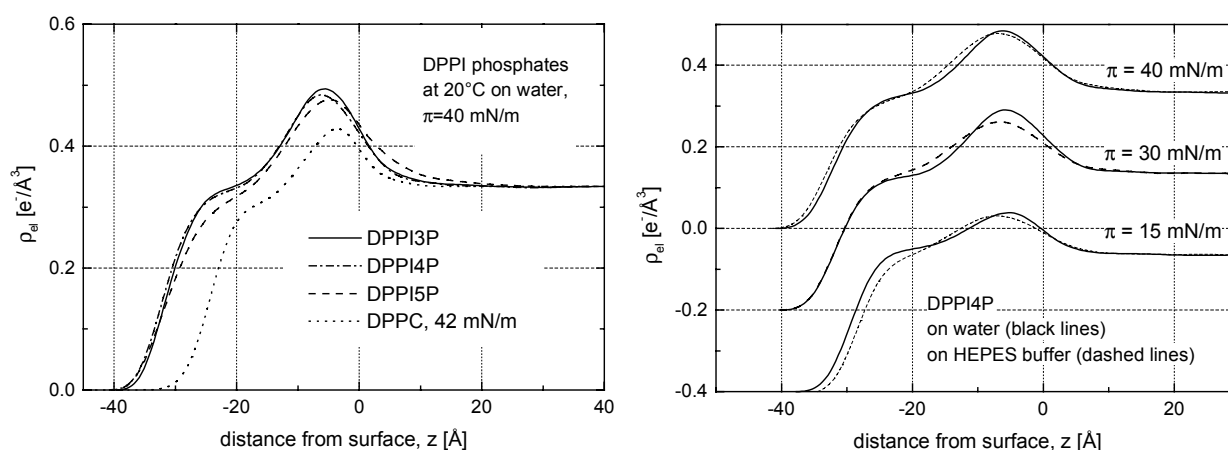 0.6
0.4
0.2
0.0
ρel [e-/Å3]
DPPI phosphates
at 20°C on water,
π=40 mN/m
DPPI3P
DPPI4P
DPPI5P
DPPC, 42 mN/m
-40
-20
0
20
40
distance from surface, z [Å]
0.4
0.2
0.0
-0.2
-0.4
ρel [e-/Å3]
π = 40 mN/m
π = 30 mN/m
π = 15 mN/m
DPPI4P
on water (black lines)
on HEPES buffer (dashed lines)
-40
-20
0
20
distance from surface, z [Å]